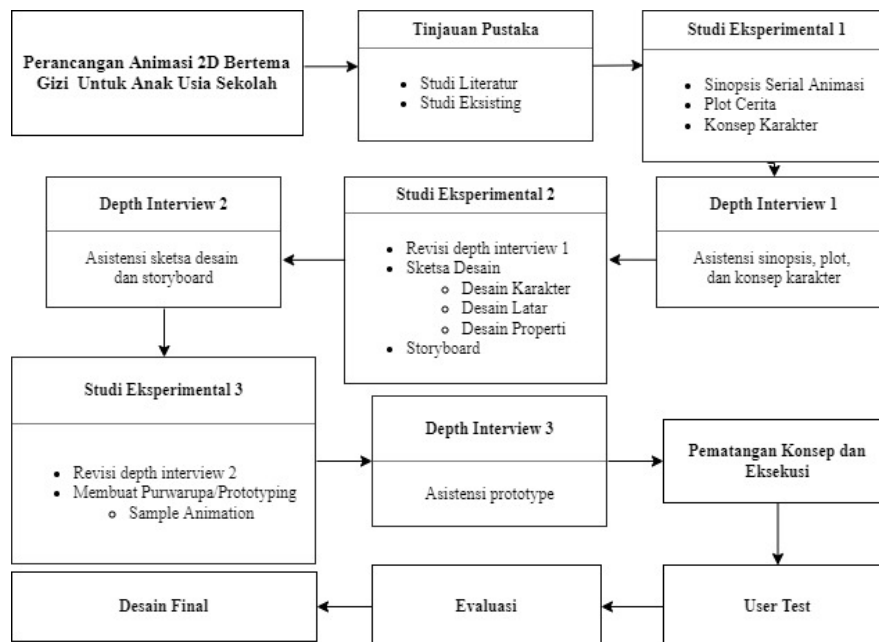 Perancangan Animasi 2D Bertema
Gizi Untuk Anak Usia Sekolah
Tinjauan Pustaka
Studi Literatur
Studi Eksisting
Studi Eksperimental 1
Sinopsis Serial Animasi
Plot Cerita
Konsep Karakter
Depth Interview 1
Asistensi sinopsis, plot,
dan konsep karakter
Studi Eksperimental 2
Revisi depth interview 1
Sketsa Desain
Desain Karakter
Desain Latar
Desain Properti
Storyboard
Depth Interview 2
Asistensi sketsa desain
dan storyboard
Studi Eksperimental 3
Revisi depth interview 2
Membuat Purwarupa/Prototyping
Sample Animation
Depth Interview 3
Asistensi prototype
Pematangan Konsep dan
Eksekusi
User Test
Evaluasi
Desain Final